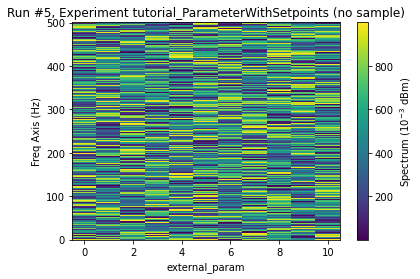 Run #5, Experiment tutorial_ParameterWithSetpoints (no sample)
500
400
300
200
100
0
Freq Axis (Hz)
0 2 4 6 8 10
external_param
800
600
400
200
Spectrum (10⁻³ dBm)